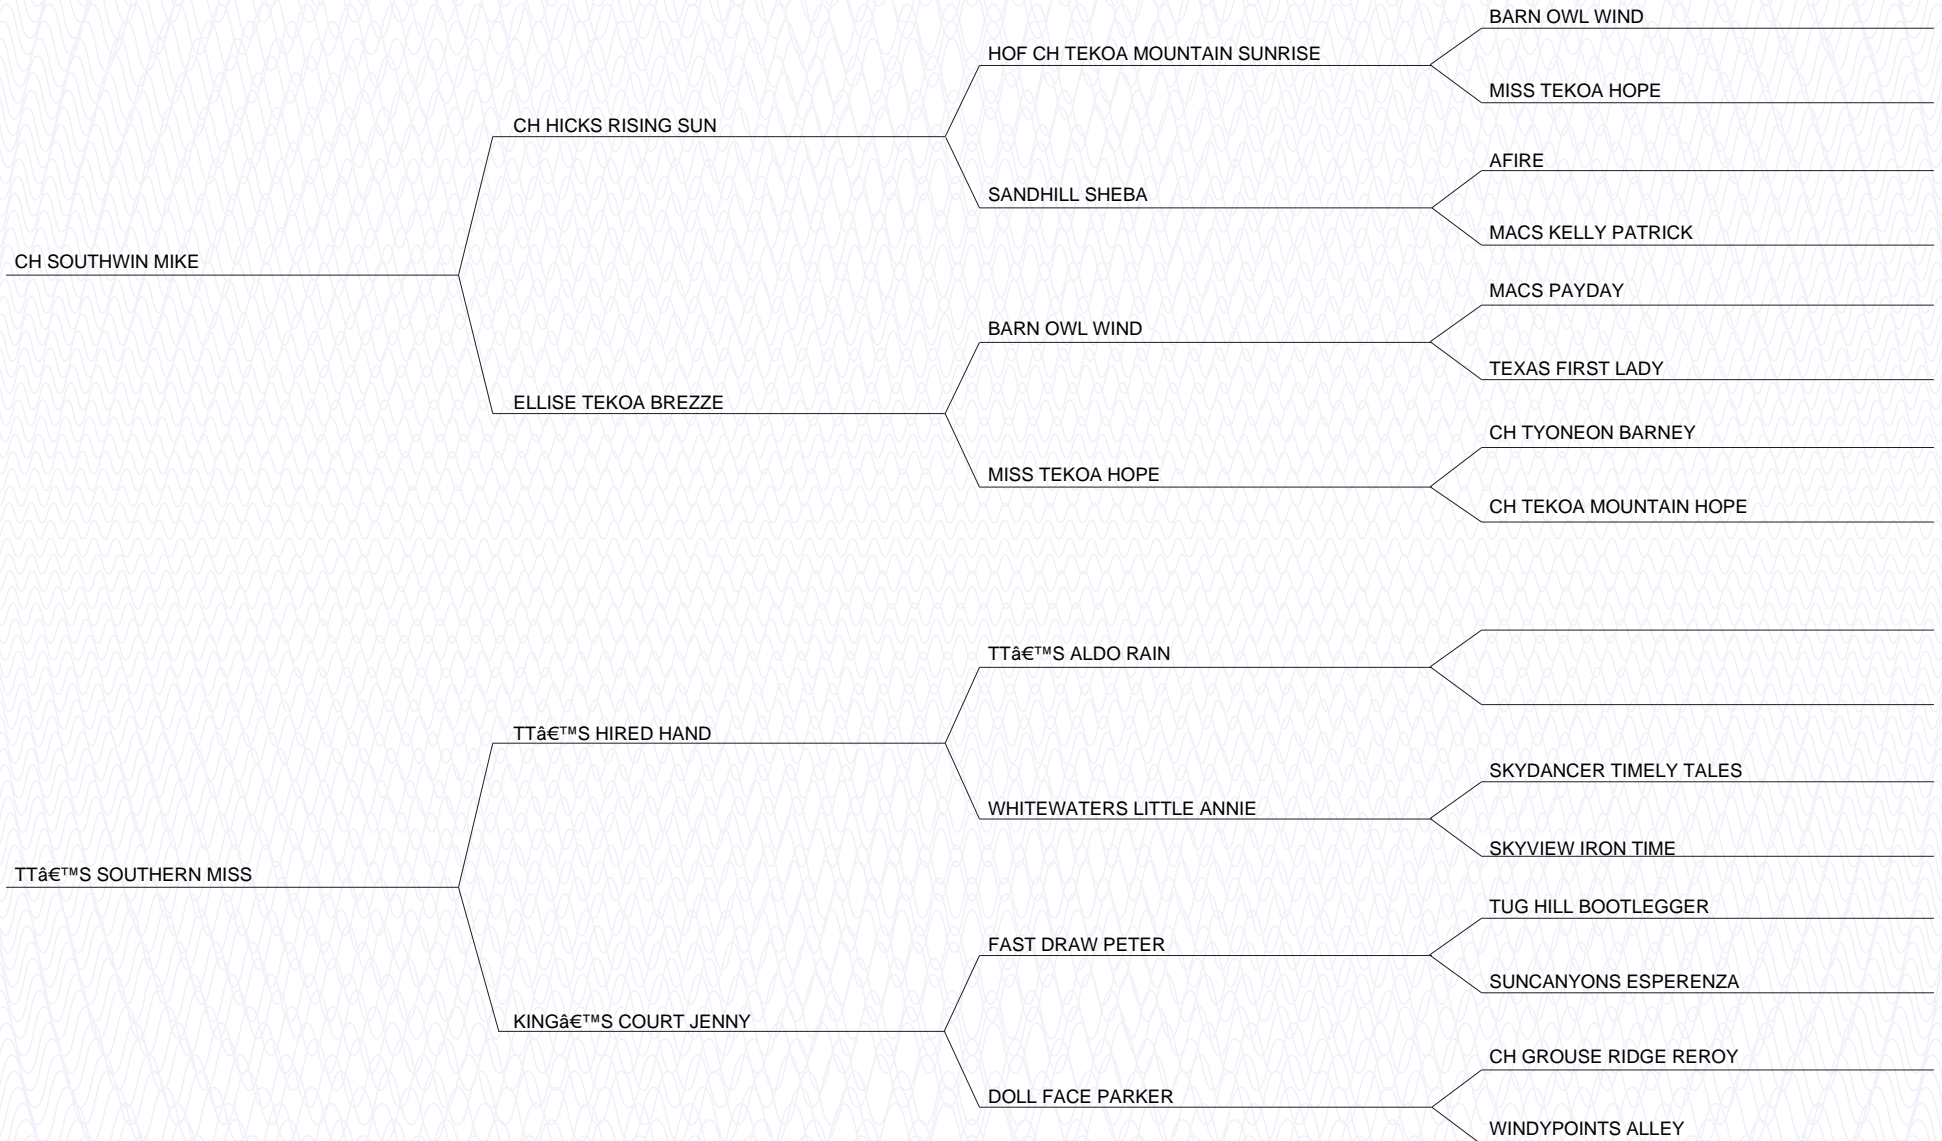 BARN OWL WIND
HOF CH TEKOA MOUNTAIN SUNRISE
MISS TEKOA HOPE
CH HICKS RISING SUN
AFIRE
SANDHILL SHEBA
MACS KELLY PATRICK
CH SOUTHWIN MIKE
MACS PAYDAY
BARN OWL WIND
TEXAS FIRST LADY
ELLISE TEKOA BREZZE
CH TYONEON BARNEY
MISS TEKOA HOPE
CH TEKOA MOUNTAIN HOPE
TTâ€™S ALDO RAIN
TTâ€™S HIRED HAND
SKYDANCER TIMELY TALES
WHITEWATERS LITTLE ANNIE
SKYVIEW IRON TIME
TTâ€™S SOUTHERN MISS
TUG HILL BOOTLEGGER
FAST DRAW PETER
SUNCANYONS ESPERENZA
KINGâ€™S COURT JENNY
CH GROUSE RIDGE REROY
DOLL FACE PARKER
WINDYPOINTS ALLEY